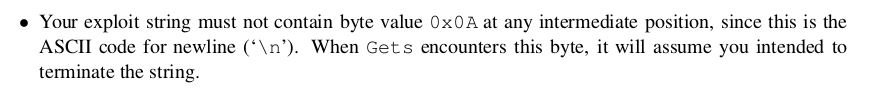 • Your exploit string must not contain byte value 0x0A at any intermediate position, since this is the
ASCII code for newline (‘\n’). When Gets encounters this byte, it will assume you intended to
terminate the string.